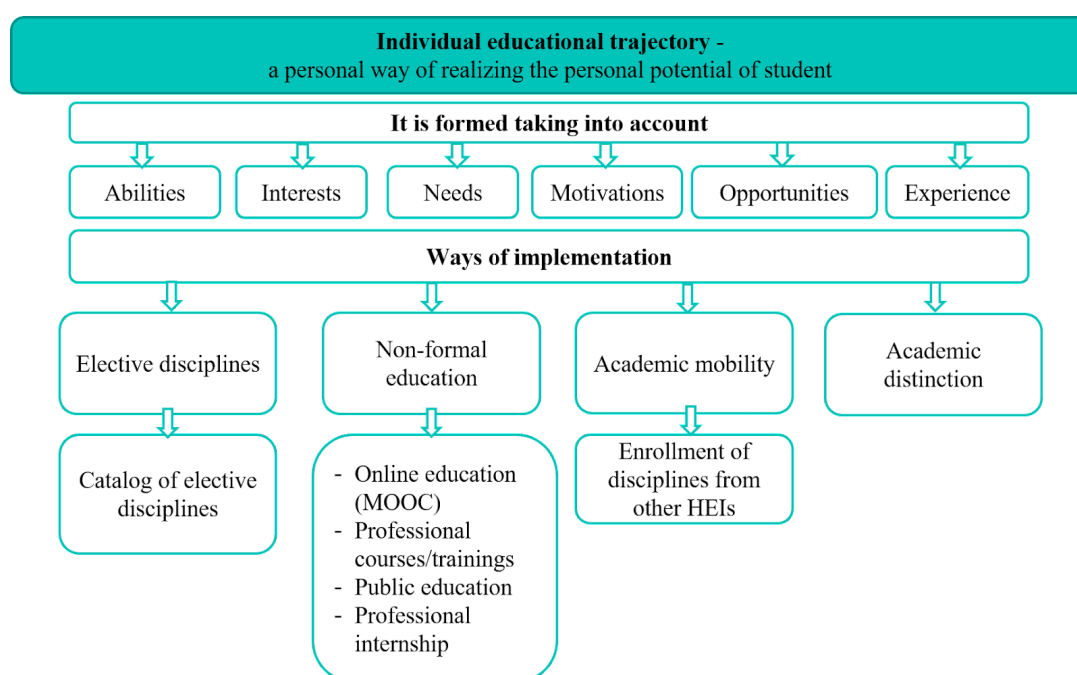 Individual educational trajectory -
a personal way of realizing the personal potential of student
It is formed taking into account
Abilities
Interests
Needs
Motivations
Opportunities
Experience
Ways of implementation
Elective disciplines
Non-formal
education
Academic mobility
Academic
distinction
Catalog of elective
disciplines
- Online education
(MOOC)
- Professional
courses/trainings
- Public education
- Professional
internship
Enrollment of
disciplines from
other HEIs